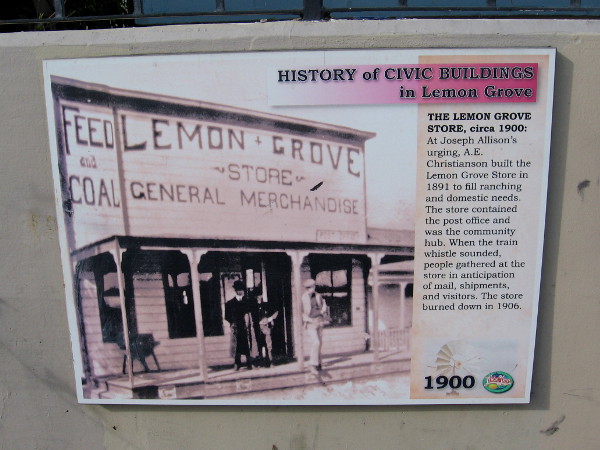 HISTORY of CIVIC BUILDINGS
in Lemon Grove
FEED
and
COAL
LEMON + GROVE
STORE
GENERAL MERCHANDISE
THE LEMON GROVE
STORE, circa 1900:
At Joseph Allison's
urging, A.E.
Christianson built the
Lemon Grove Store in
1891 to fill ranching
and domestic needs.
The store contained
the post office and
was the community
hub. When the train
whistle sounded,
people gathered at the
store in anticipation
of mail, shipments,
and visitors. The store
burned down in 1906.
1900